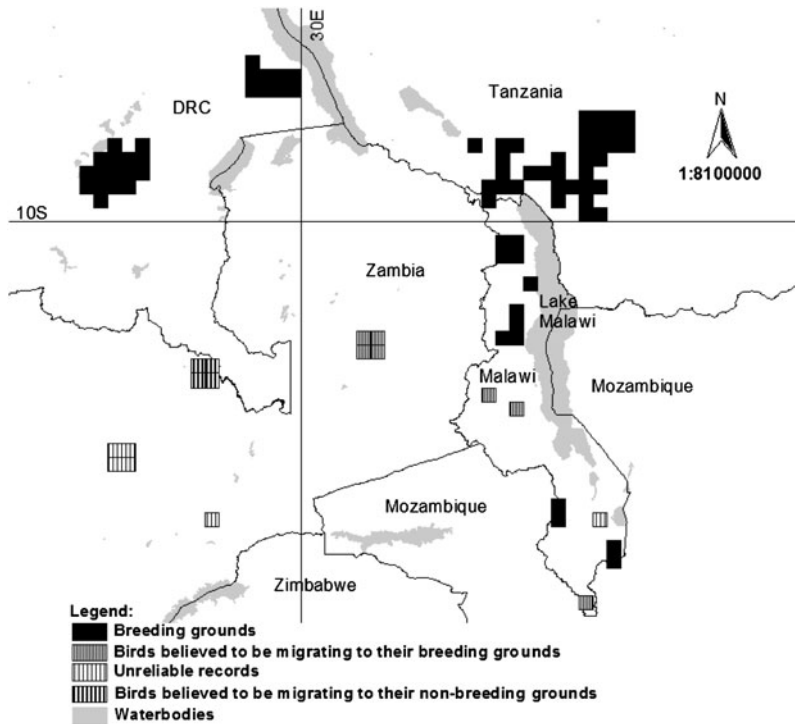 30E
DRC
Tanzania
N
1:8100000
10S
Zambia
Lake
Malawi
Malawi
Mozambique
Mozambique
Zimbabwe
Legend:
Breeding grounds
Birds believed to be migrating to their breeding grounds
Unreliable records
Birds believed to be migrating to their non-breeding grounds
Waterbodies